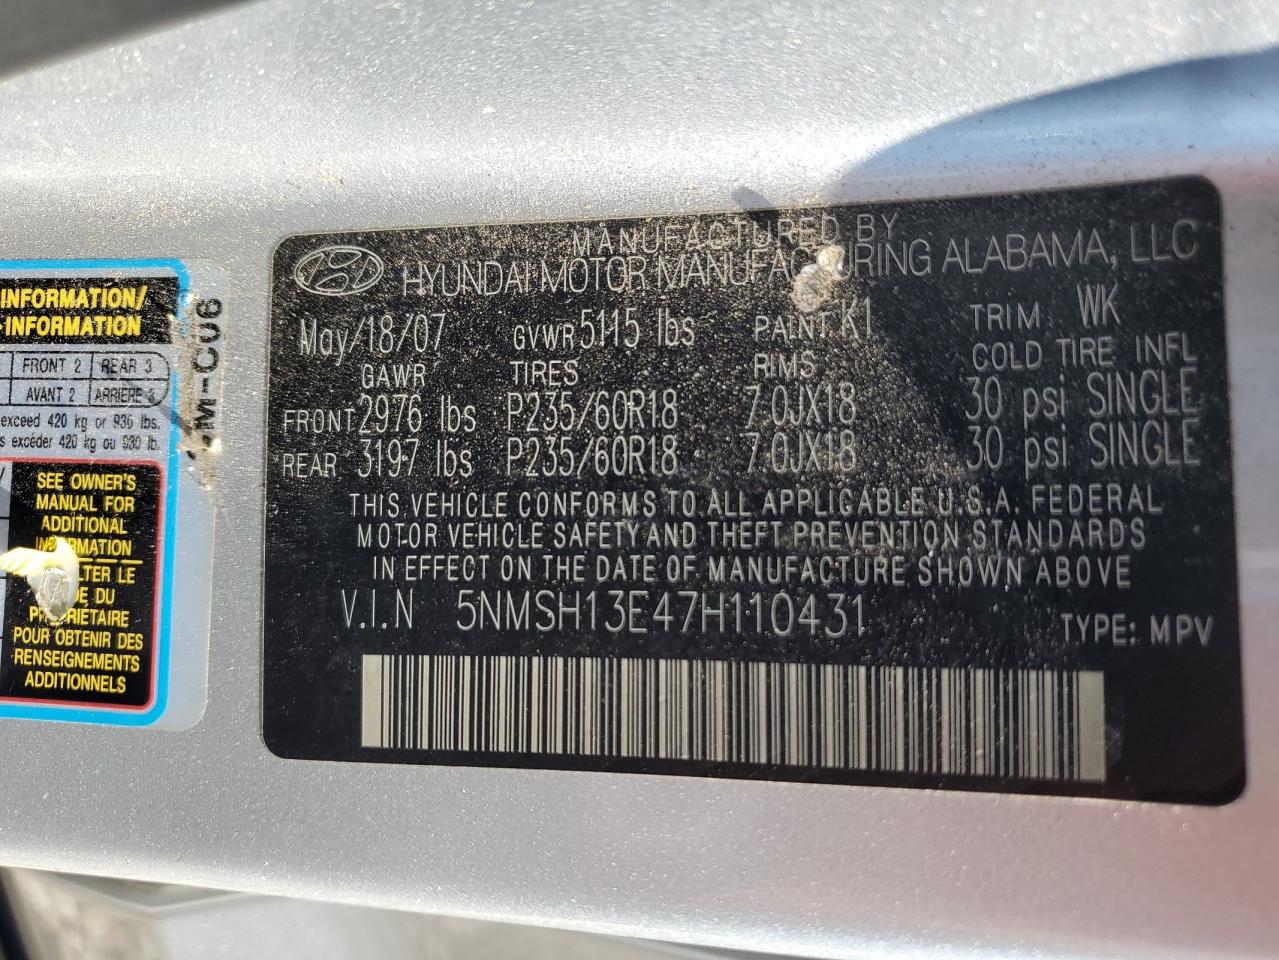 MANUFACTURED BY
HYUNDAI MOTOR MANUFACTURING ALABAMA, LLC
May/18/07 GVWR 5115 lbs PAINT K1 TRIM WK
GAWR TIRES RIMS COLD TIRE INFL
FRONT 2976 lbs P235/60R18 7.0JX18 30 psi SINGLE
REAR 3197 lbs P235/60R18 7.0JX18 30 psi SINGLE
THIS VEHICLE CONFORMS TO ALL APPLICABLE U.S.A. FEDERAL
MOTOR VEHICLE SAFETY AND THEFT PREVENTION STANDARDS
IN EFFECT ON THE DATE OF MANUFACTURE SHOWN ABOVE
V.I.N 5NMSH13E47H110431 TYPE: MPV
INFORMATION/
INFORMATION
FRONT 2 REAR 3
AVANT 2 ARRIÈRE 3
exceed 420 kg or 930 lbs.
excéder 420 kg ou 930 lb.
SEE OWNER'S
MANUAL FOR
ADDITIONAL
INFORMATION
LE
DU
POUR OBTENIR DES
RENSEIGNEMENTS
ADDITIONNELS